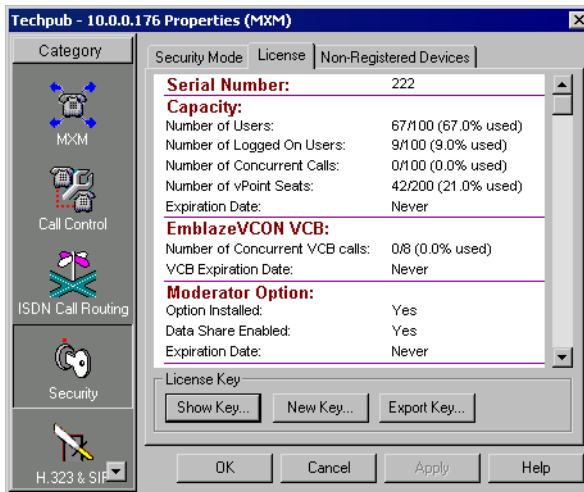 Techpub - 10.0.0.176 Properties (MXM)
Category
Security Mode
License
Non-Registered Devices
MXM
Call Control
ISDN Call Routing
Security
H.323 & SIP
Serial Number: 222
Capacity:
Number of Users: 67/100 (67.0% used)
Number of Logged On Users: 9/100 (9.0% used)
Number of Concurrent Calls: 0/100 (0.0% used)
Number of vPoint Seats: 42/200 (21.0% used)
Expiration Date: Never
EmblazeVCON VCB:
Number of Concurrent VCB calls: 0/8 (0.0% used)
VCB Expiration Date: Never
Moderator Option:
Option Installed: Yes
Data Share Enabled: Yes
Expiration Date: Never
License Key
Show Key... New Key... Export Key...
OK Cancel Apply Help